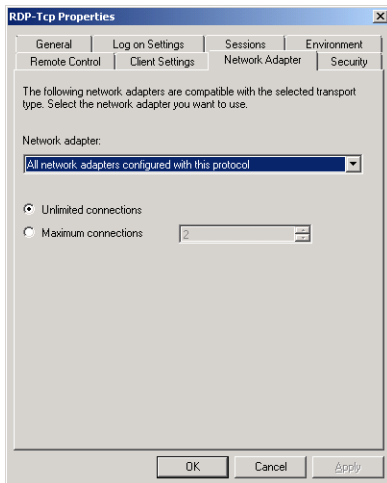 RDP-Tcp Properties
General Log on Settings Sessions Environment
Remote Control Client Settings Network Adapter Security
The following network adapters are compatible with the selected transport
type. Select the network adapter you want to use.
Network adapter:
All network adapters configured with this protocol
Unlimited connections
Maximum connections 2
OK Cancel Apply